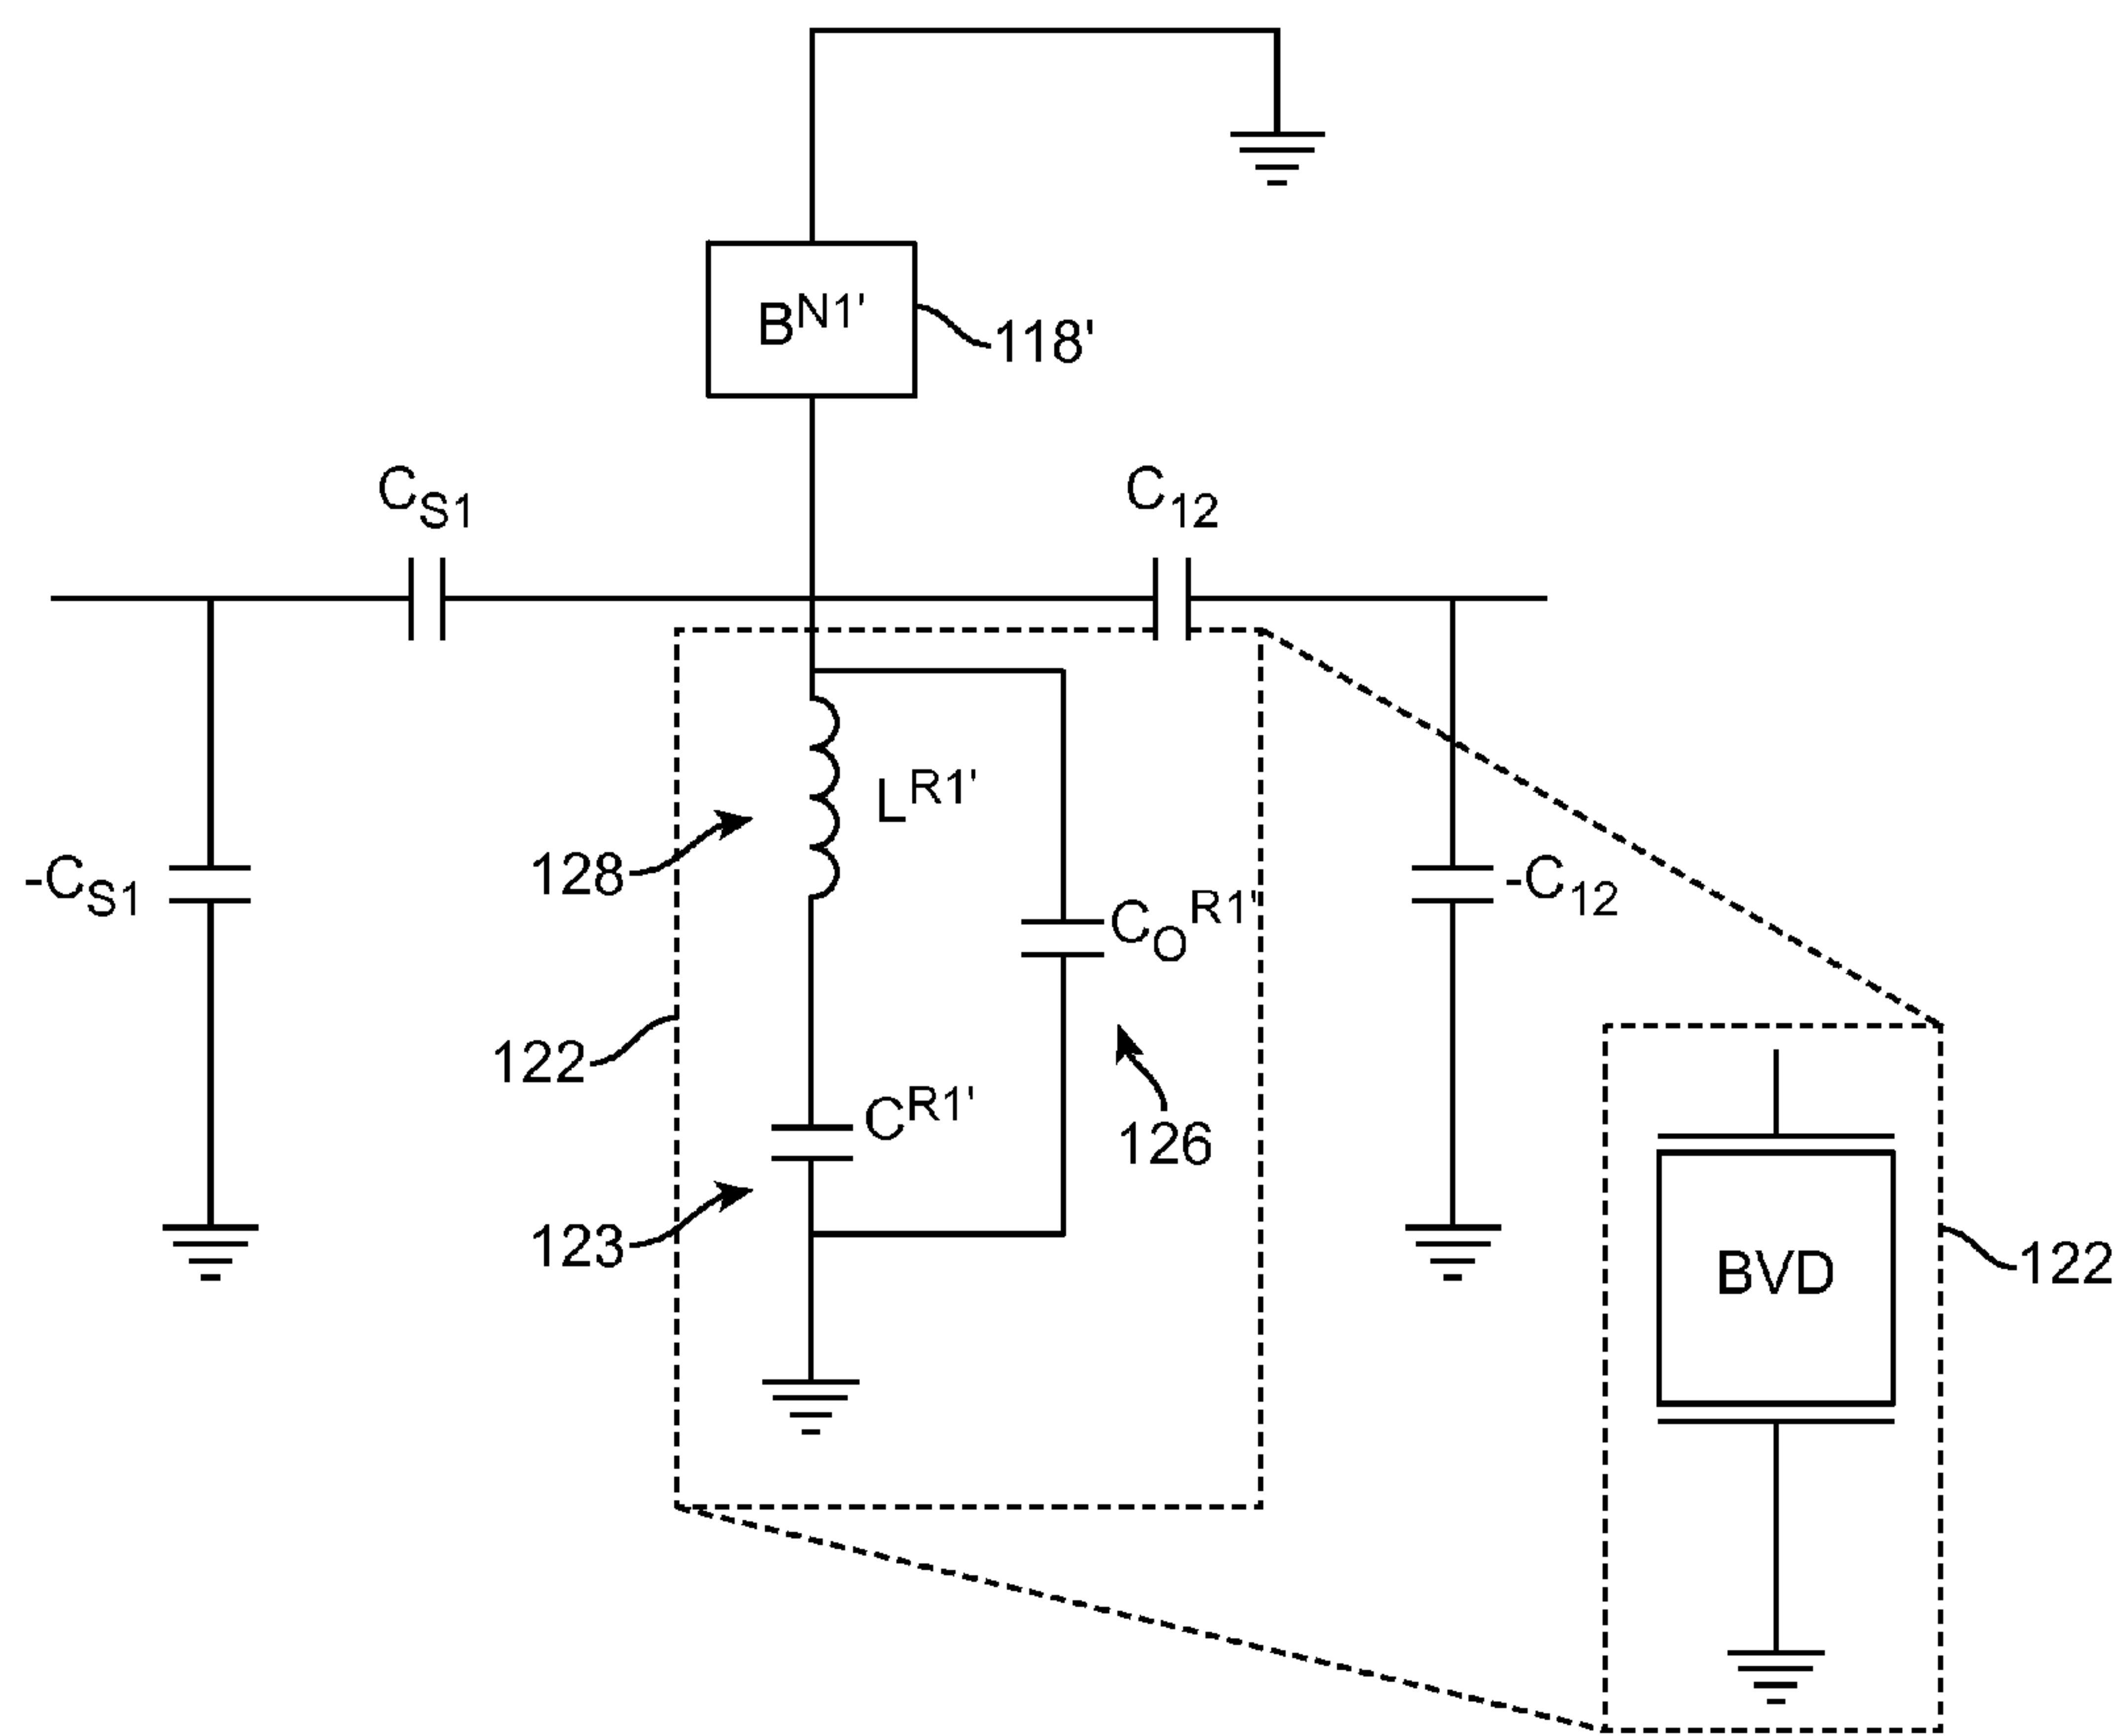 B^N1'
118'
C_S1
C_12
L^R1'
128
-C_S1
C_O^R1'
-C_12
122
C^R1'
126
123
BVD
122